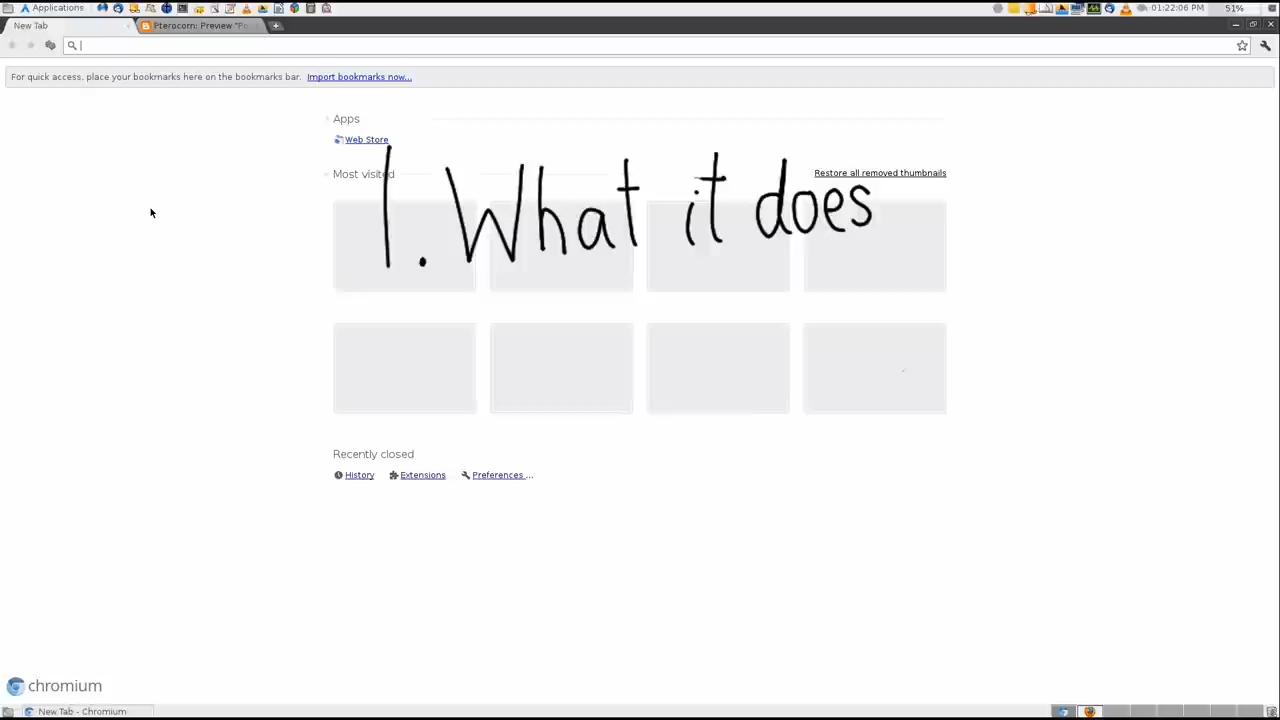 Applications
01:22:06 PM
51%
New Tab
Pterocorn: Preview "Po
For quick access, place your bookmarks here on the bookmarks bar. Import bookmarks now...
Apps
Web Store
Most visited
Restore all removed thumbnails
1. What it does
Recently closed
History
Extensions
Preferences ...
chromium
New Tab - Chromium